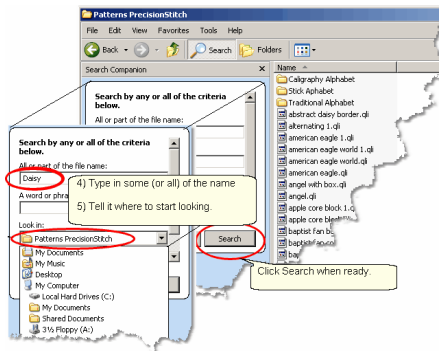 Patterns PrecisionStitch
File Edit View Favorites Tools Help
Back Search Folders
Search Companion
Search by any or all of the criteria
below.
All or part of the file name:
Search
Name
Caligraphy Alphabet
Stick Aphabet
Traditional Alphabet
abstract daisy border.qli
alternating 1.qli
american eagle 1.qli
american eagle world 1.qli
american eagle world.qli
american eagle.qli
angel with box.qli
angel.qli
apple core block 1.
apple core
baptist fan b
baptist
Search by any or all of the criteria
below.
All or part of the file name:
Daisy
A word or phra
Look in:
Patterns PrecisionStitch
My Documents
My Music
Desktop
My Computer
Local Hard Drives (C:)
My Documents
Shared Documents
3½ Floppy (A:)
4) Type in some (or all) of the name
5) Tell it where to start looking.
Click Search when ready.